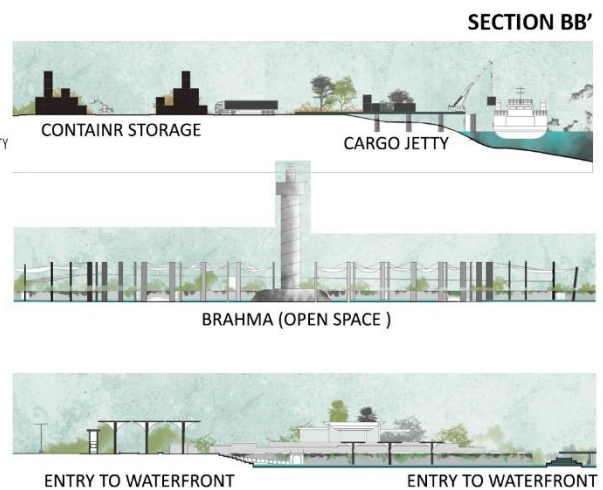 SECTION BB'
CONTAINR STORAGE
CARGO JETTY
BRAHMA (OPEN SPACE )
ENTRY TO WATERFRONT
ENTRY TO WATERFRONT